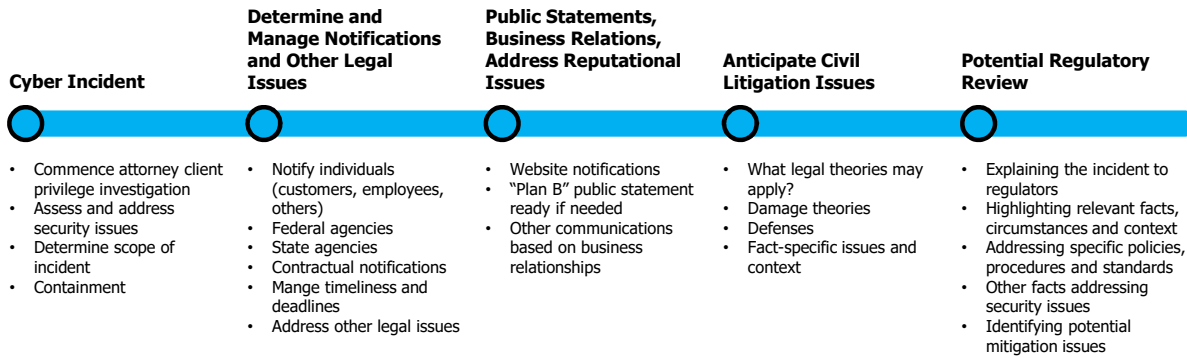 Cyber Incident
Determine and
Manage Notifications
and Other Legal
Issues
Public Statements,
Business Relations,
Address Reputational
Issues
Anticipate Civil
Litigation Issues
Potential Regulatory
Review
• Commence attorney client
privilege investigation
• Assess and address
security issues
• Determine scope of
incident
• Containment
• Notify individuals
(customers, employees,
others)
• Federal agencies
• State agencies
• Contractual notifications
• Mange timeliness and
deadlines
• Address other legal issues
• Website notifications
• “Plan B” public statement
ready if needed
• Other communications
based on business
relationships
• What legal theories may
apply?
• Damage theories
• Defenses
• Fact-specific issues and
context
• Explaining the incident to
regulators
• Highlighting relevant facts,
circumstances and context
• Addressing specific policies,
procedures and standards
• Other facts addressing
security issues
• Identifying potential
mitigation issues